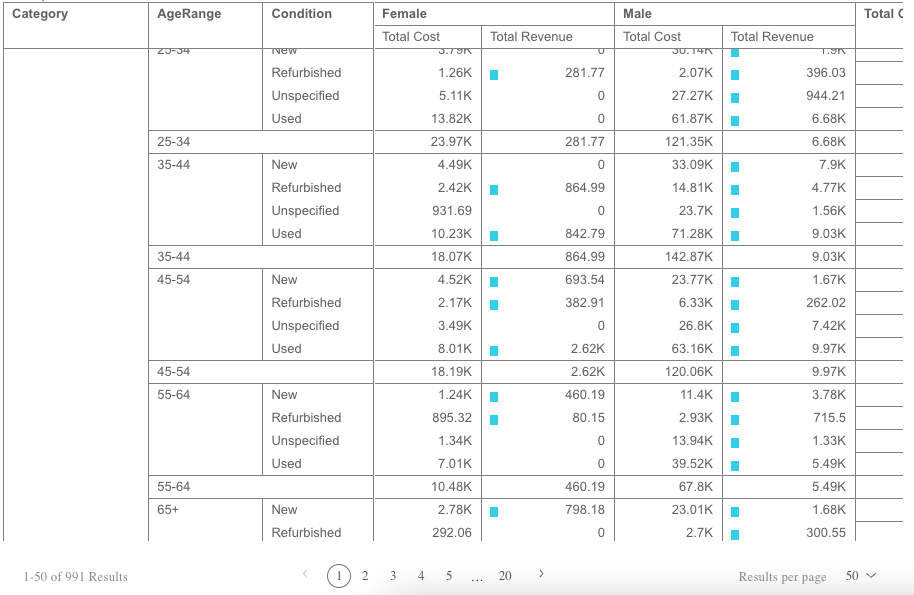 Category AgeRange Condition Female Male Total C
Total Cost Total Revenue Total Cost Total Revenue
25-34 New 3.79K 0 30.14K 1.9K
Refurbished 1.26K 281.77 2.07K 396.03
Unspecified 5.11K 0 27.27K 944.21
Used 13.82K 0 61.87K 6.68K
25-34 23.97K 281.77 121.35K 6.68K
35-44 New 4.49K 0 33.09K 7.9K
Refurbished 2.42K 864.99 14.81K 4.77K
Unspecified 931.69 0 23.7K 1.56K
Used 10.23K 842.79 71.28K 9.03K
35-44 18.07K 864.99 142.87K 9.03K
45-54 New 4.52K 693.54 23.77K 1.67K
Refurbished 2.17K 382.91 6.33K 262.02
Unspecified 3.49K 0 26.8K 7.42K
Used 8.01K 2.62K 63.16K 9.97K
45-54 18.19K 2.62K 120.06K 9.97K
55-64 New 1.24K 460.19 11.4K 3.78K
Refurbished 895.32 80.15 2.93K 715.5
Unspecified 1.34K 0 13.94K 1.33K
Used 7.01K 0 39.52K 5.49K
55-64 10.48K 460.19 67.8K 5.49K
65+ New 2.78K 798.18 23.01K 1.68K
Refurbished 292.06 0 2.7K 300.55
1-50 of 991 Results 1 2 3 4 5 ... 20 Results per page 50